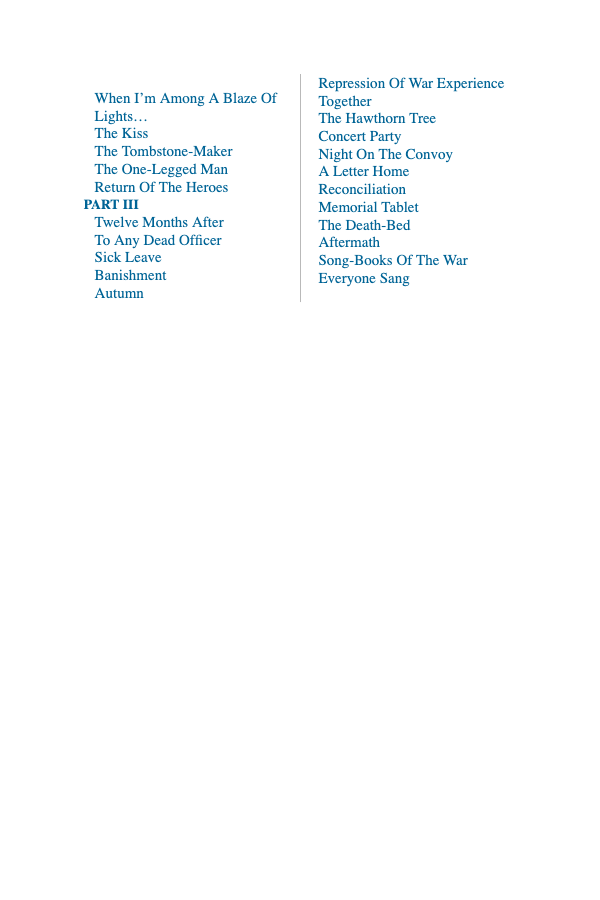 When I’m Among A Blaze Of
Lights…
The Kiss
The Tombstone-Maker
The One-Legged Man
Return Of The Heroes
PART III
Twelve Months After
To Any Dead Officer
Sick Leave
Banishment
Autumn
Repression Of War Experience
Together
The Hawthorn Tree
Concert Party
Night On The Convoy
A Letter Home
Reconciliation
Memorial Tablet
The Death-Bed
Aftermath
Song-Books Of The War
Everyone Sang